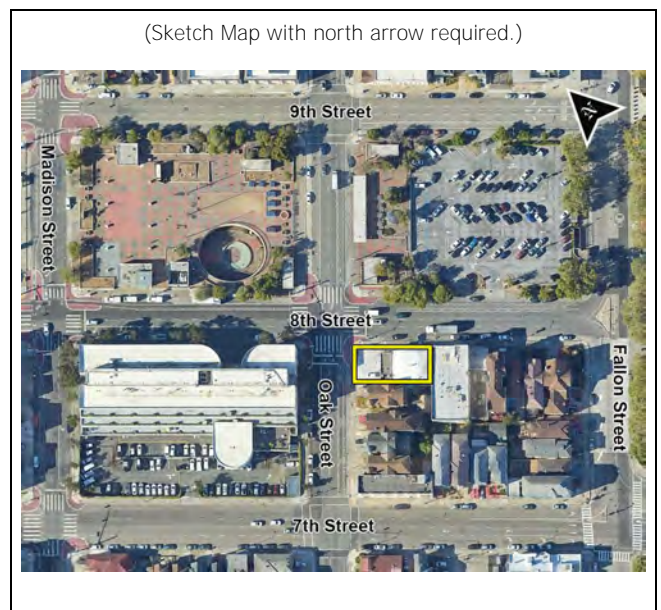 (Sketch Map with north arrow required.)
9th Street
Madison Street
8th Street
Oak Street
Fallon Street
7th Street
N